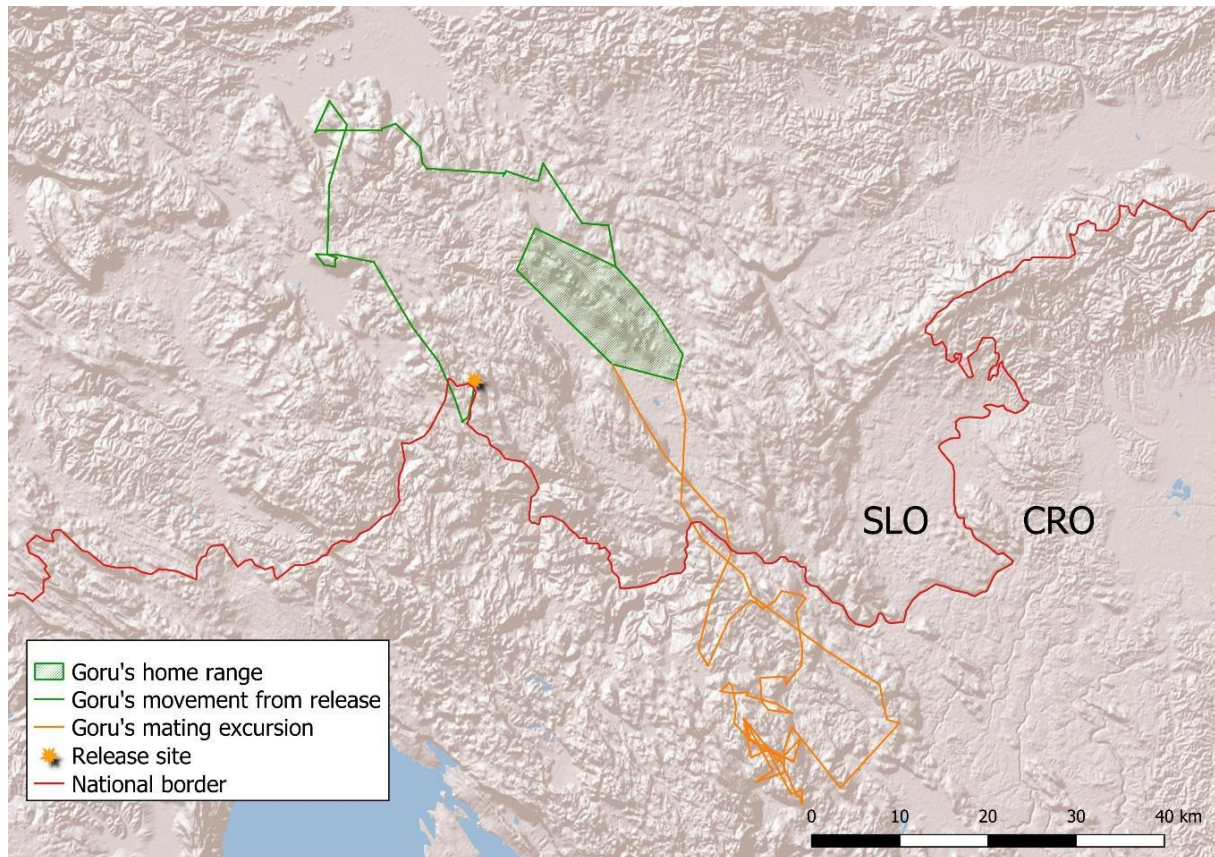 SLO
CRO
Goru's home range
Goru's movement from release
Goru's mating excursion
Release site
National border
0 10 20 30 40 km